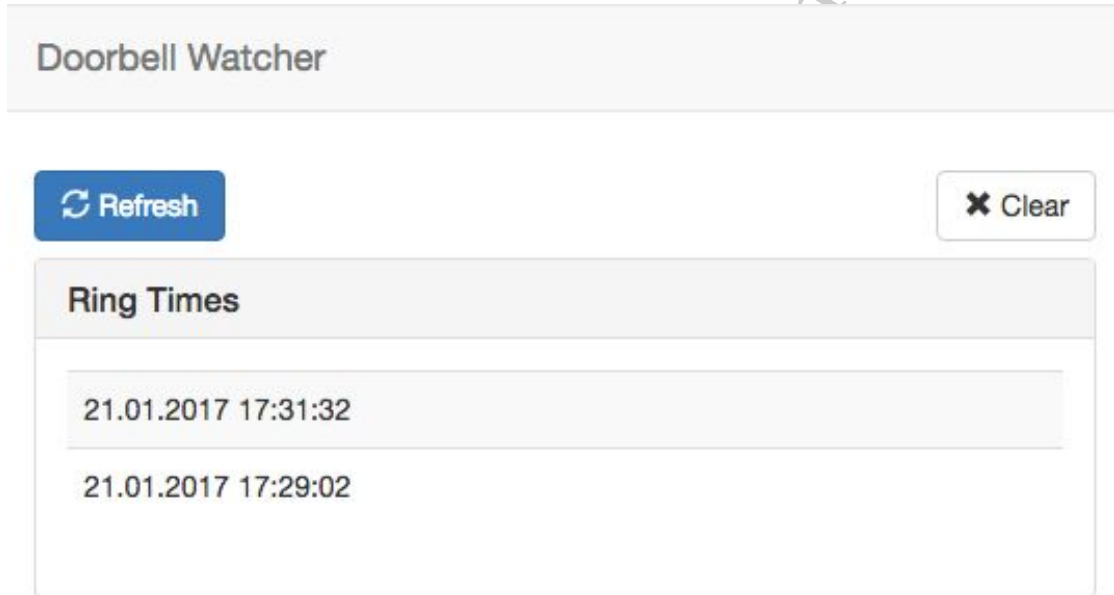 Doorbell Watcher
Refresh
Clear
Ring Times
21.01.2017 17:31:32
21.01.2017 17:29:02